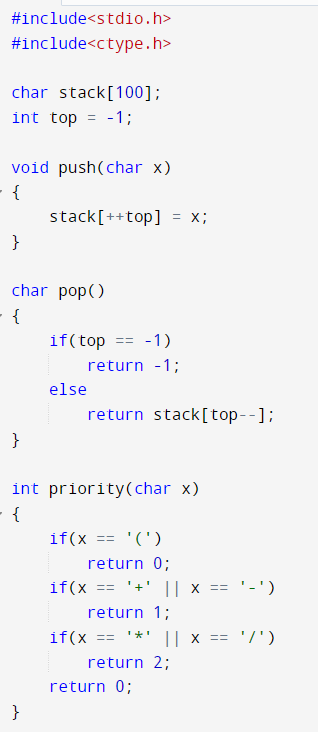 #include<stdio.h>
#include<ctype.h>

char stack[100];
int top = -1;

void push(char x)
{
    stack[++top] = x;
}

char pop()
{
    if(top == -1)
        return -1;
    else
        return stack[top--];
}

int priority(char x)
{
    if(x == '(')
        return 0;
    if(x == '+' || x == '-')
        return 1;
    if(x == '*' || x == '/')
        return 2;
    return 0;
}